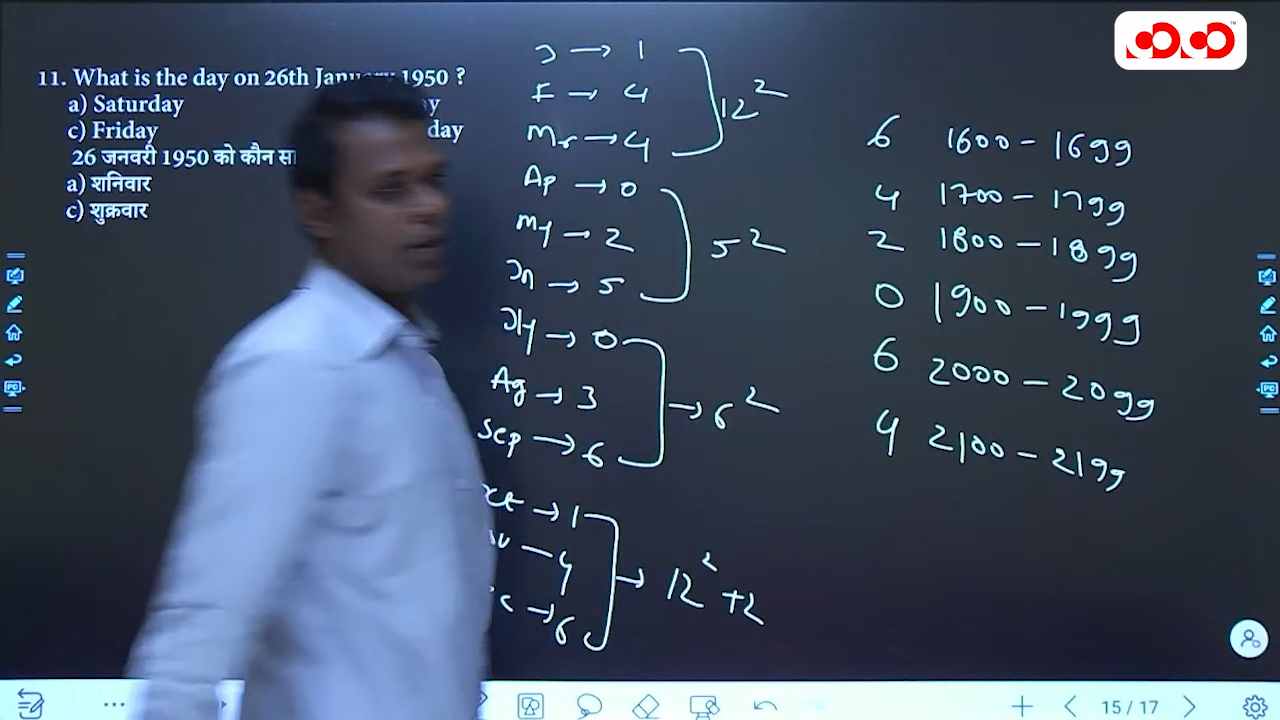 11. What is the day on 26th January 1950 ?
a) Saturday
c) Friday
26 जनवरी 1950 को कौन
a) शनिवार
c) शुक्रवार
J → 1
F → 4
Mr → 4
12²
Ap → 0
My → 2
Jn → 5
5²
Jly → 0
Ag → 3
Sep → 6
→ 6²
→ 1
— 4
→ 6
→ 12² + 2
6 1600 - 1699
4 1700 - 1799
2 1800 - 1899
0 1900 - 1999
6 2000 - 2099
4 2100 - 2199
15 / 17